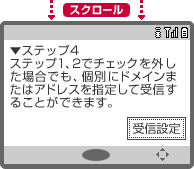 スクロール
▼ステップ4
ステップ1、2でチェックを外し
た場合でも、個別にドメインま
たはアドレスを指定して受信す
ることができます。
受信設定